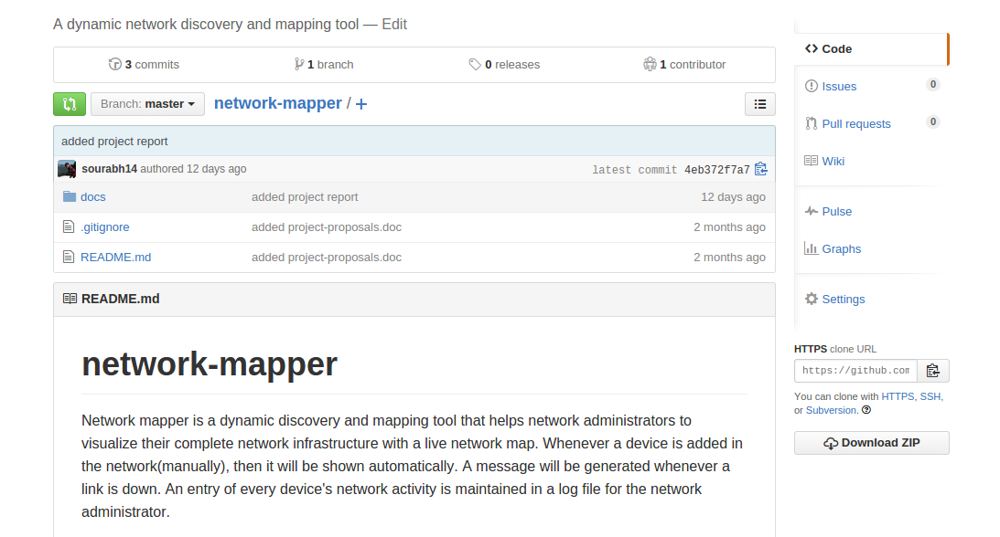 A dynamic network discovery and mapping tool — Edit
3 commits
1 branch
0 releases
1 contributor
Branch: master
network-mapper / +
added project report
sourabh14 authored 12 days ago
latest commit 4eb372f7a7
docs added project report 12 days ago
.gitignore added project-proposals.doc 2 months ago
README.md added project-proposals.doc 2 months ago
README.md
network-mapper
Network mapper is a dynamic discovery and mapping tool that helps network administrators to
visualize their complete network infrastructure with a live network map. Whenever a device is added in
the network(manually), then it will be shown automatically. A message will be generated whenever a
link is down. An entry of every device's network activity is maintained in a log file for the network
administrator.
Code
Issues 0
Pull requests 0
Wiki
Pulse
Graphs
Settings
HTTPS clone URL
https://github.com
You can clone with HTTPS, SSH,
or Subversion.
Download ZIP